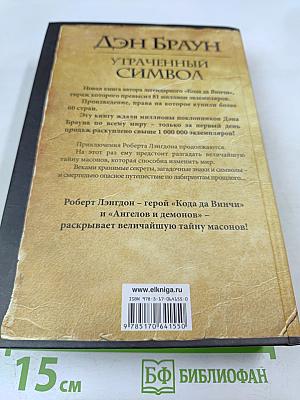 Дэн Браун
УТРАЧЕННЫЙ
СИМВОЛ
Новая книга автора легендарного "Кода да Винчи",
тираж которого превысил 81 миллион экземпляров.
Произведение, права на которое купили более
60 стран.
Эту книгу ждали миллионы поклонников Дэна
Брауна по всему миру – только за первый день
продаж раскуплено свыше 1 000 000 экземпляров!
Приключения Роберта Лэнгдона продолжаются.
На этот раз ему предстоит разгадать величайшую
тайну масонов, которая способна изменить мир.
Веками хранимые секреты, загадочные знаки и символы –
и смертельно опасное путешествие по лабиринтам прошлого...
Роберт Лэнгдон – герой "Кода да Винчи"
и "Ангелов и демонов" –
раскрывает величайшую тайну масонов!
www.elkniga.ru
ISBN 978-5-17-064155-0
9 785170 641550
15 см
БФ БИБЛИОФАН